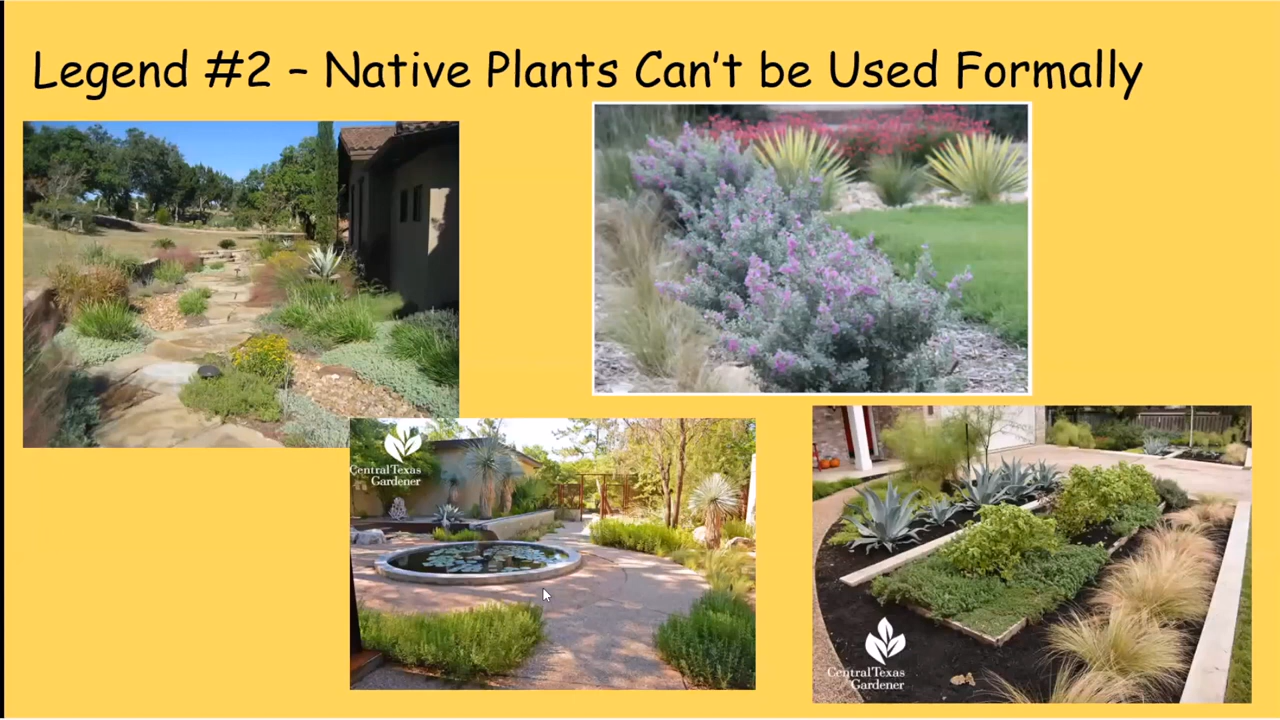 Legend #2 – Native Plants Can't be Used Formally
Central Texas
Gardener
Central Texas
Gardener